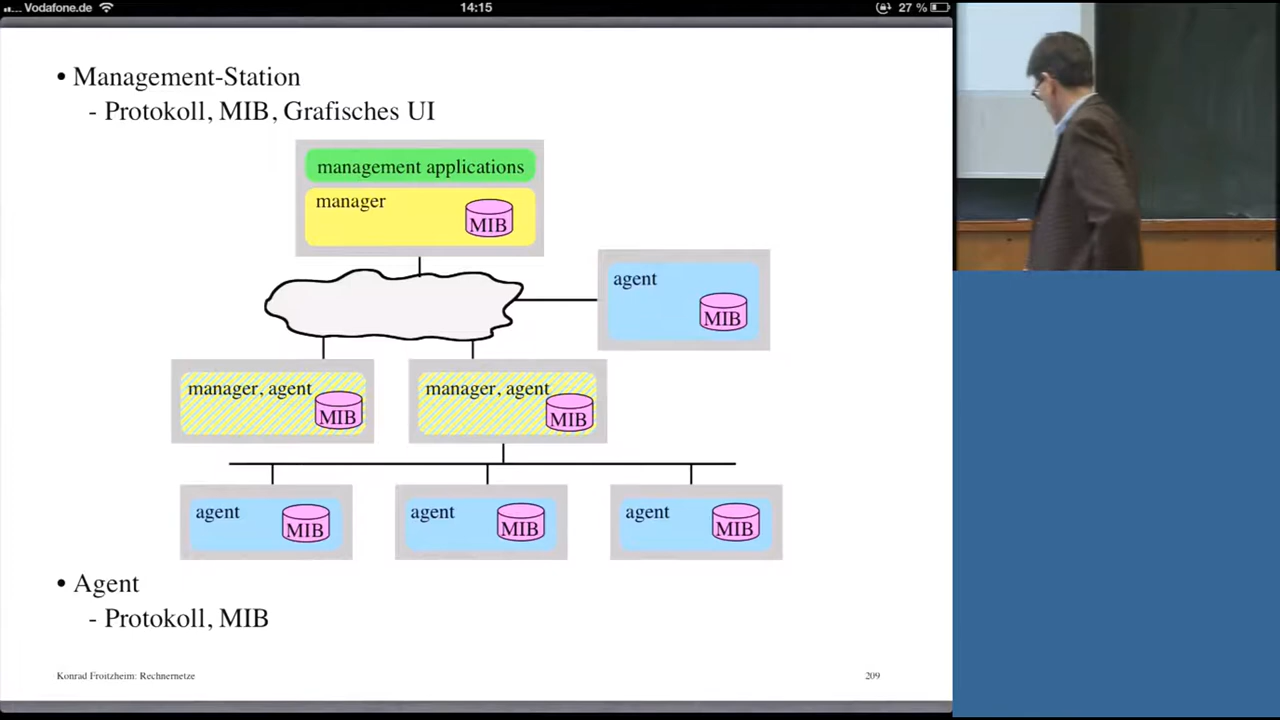 Vodafone.de 14:15 27 %
• Management-Station
- Protokoll, MIB, Grafisches UI
management applications
manager
MIB
agent
MIB
manager, agent
MIB
manager, agent
MIB
agent
MIB
agent
MIB
agent
MIB
• Agent
- Protokoll, MIB
Konrad Froitzheim: Rechnernetze
209